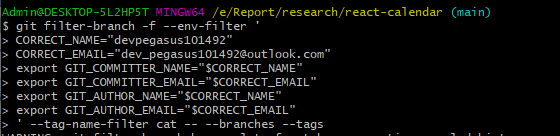 Admin@DESKTOP-5L2HP5T MINGW64 /e/Report/research/react-calendar (main)
$ git filter-branch -f --env-filter '
> CORRECT_NAME="devpegasus101492"
> CORRECT_EMAIL="dev_pegasus101492@outlook.com"
> export GIT_COMMITTER_NAME="$CORRECT_NAME"
> export GIT_COMMITTER_EMAIL="$CORRECT_EMAIL"
> export GIT_AUTHOR_NAME="$CORRECT_NAME"
> export GIT_AUTHOR_EMAIL="$CORRECT_EMAIL"
> ' --tag-name-filter cat -- --branches --tags